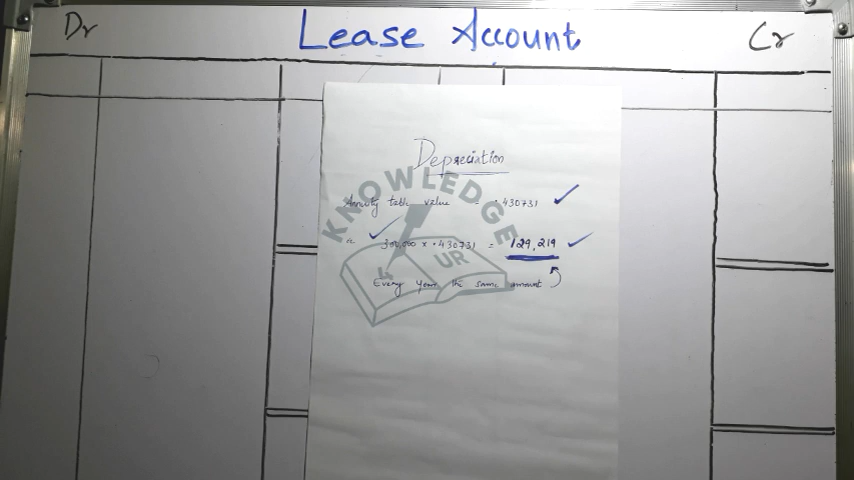 Dr Lease Account Cr
Depreciation
Annuity table value = .430731
300,000 x .430731 = 129,219
Every year the same amount
KNOWLEDGE
UR